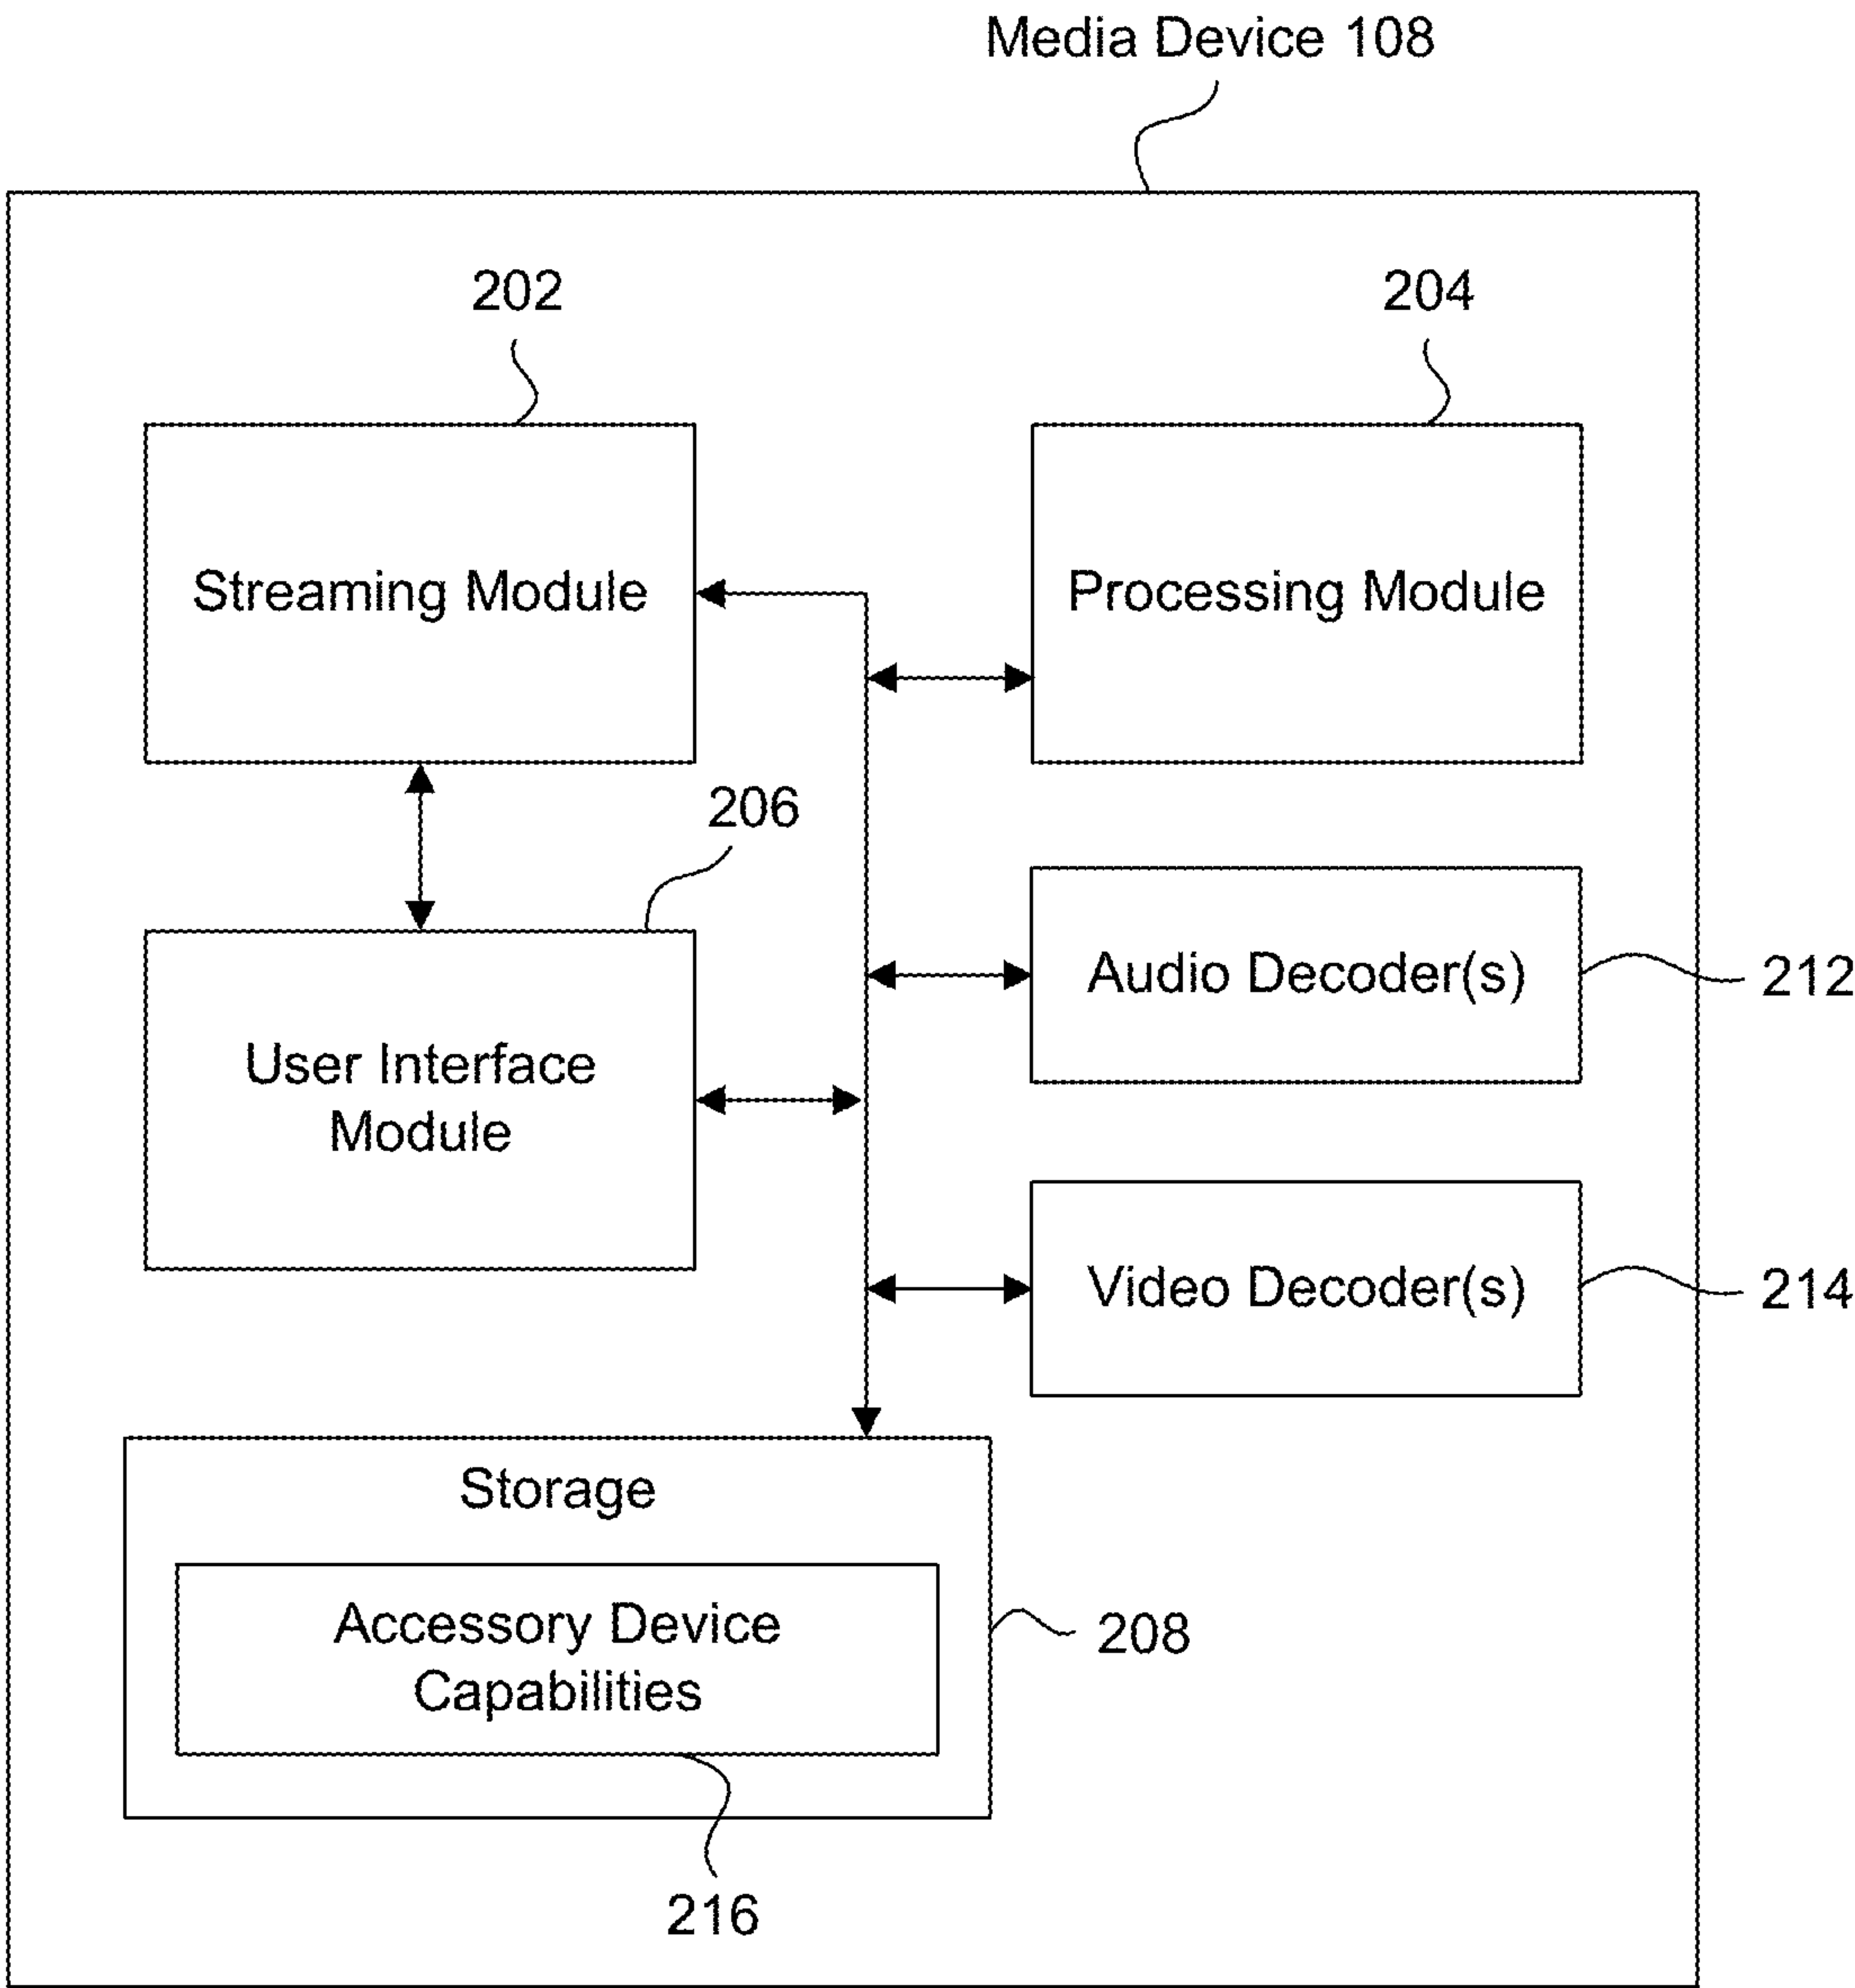 Media Device 108
202
204
Streaming Module
Processing Module
206
Audio Decoder(s)
212
User Interface
Module
Video Decoder(s)
214
Storage
Accessory Device
Capabilities
208
216